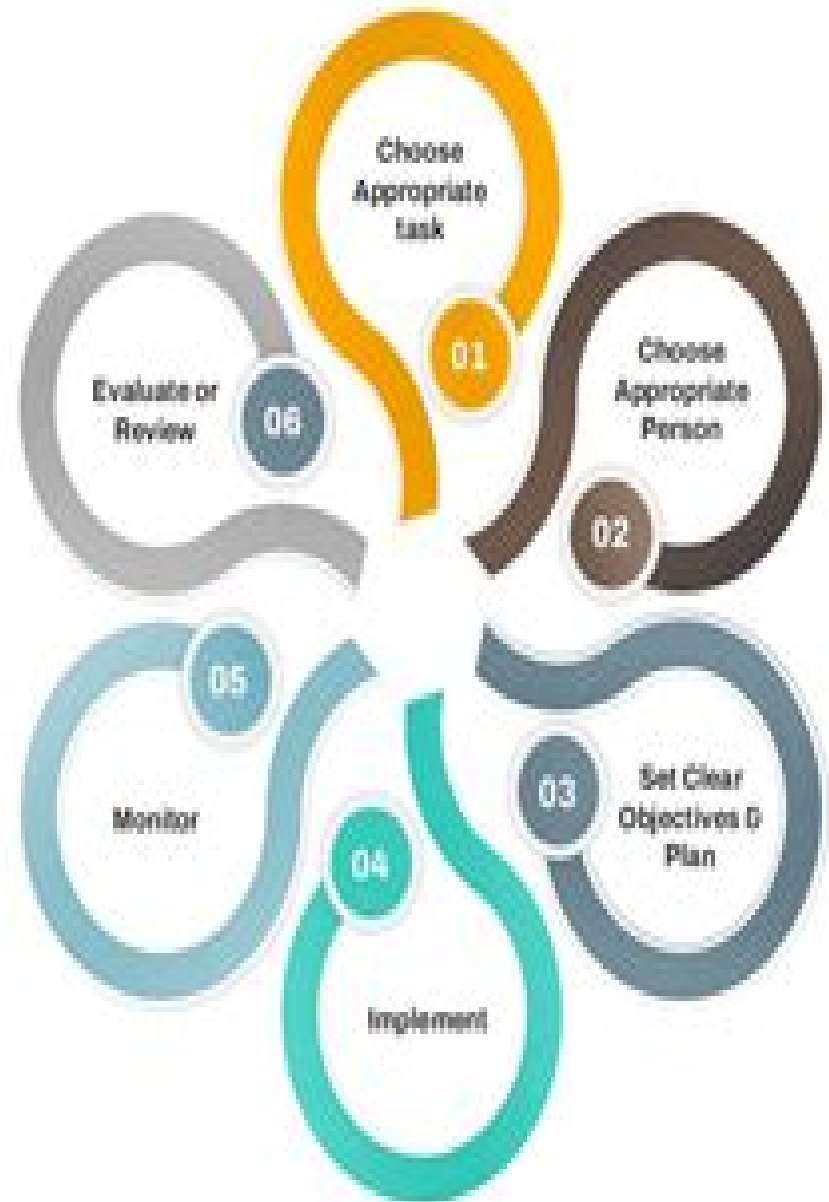 Choose
Appropriate
task
01
Choose
Appropriate
Person
02
Set Clear
Objectives &
Plan
03
Implement
04
Monitor
05
Evaluate or
Review
06